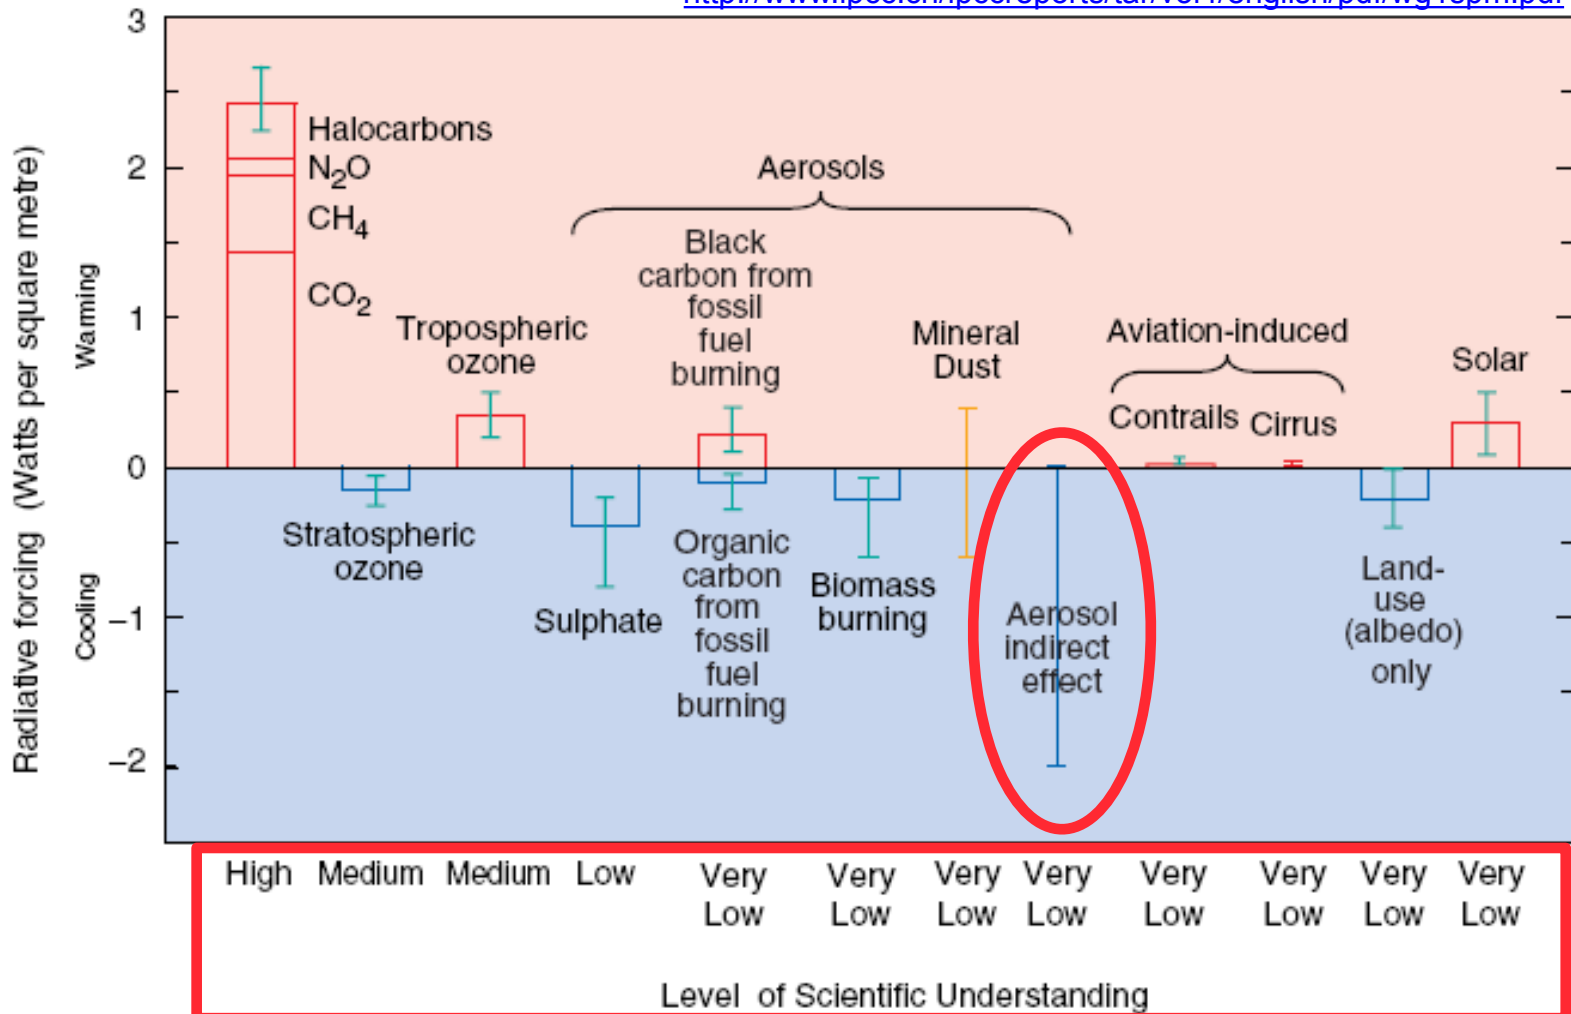 3
2
1
0
–1
–2
Radiative forcing (Watts per square metre)
Warming
Cooling
Halocarbons
N₂O
CH₄
CO₂
Tropospheric
ozone
Stratospheric
ozone
Aerosols
Sulphate
Black
carbon from
fossil
fuel
burning
Organic
carbon
from
fossil
fuel
burning
Biomass
burning
Mineral
Dust
Aerosol
indirect
effect
Aviation-induced
Contrails
Cirrus
Land-
use
(albedo)
only
Solar
High
Medium
Medium
Low
Very
Low
Very
Low
Very
Low
Very
Low
Very
Low
Very
Low
Very
Low
Very
Low
Level of Scientific Understanding